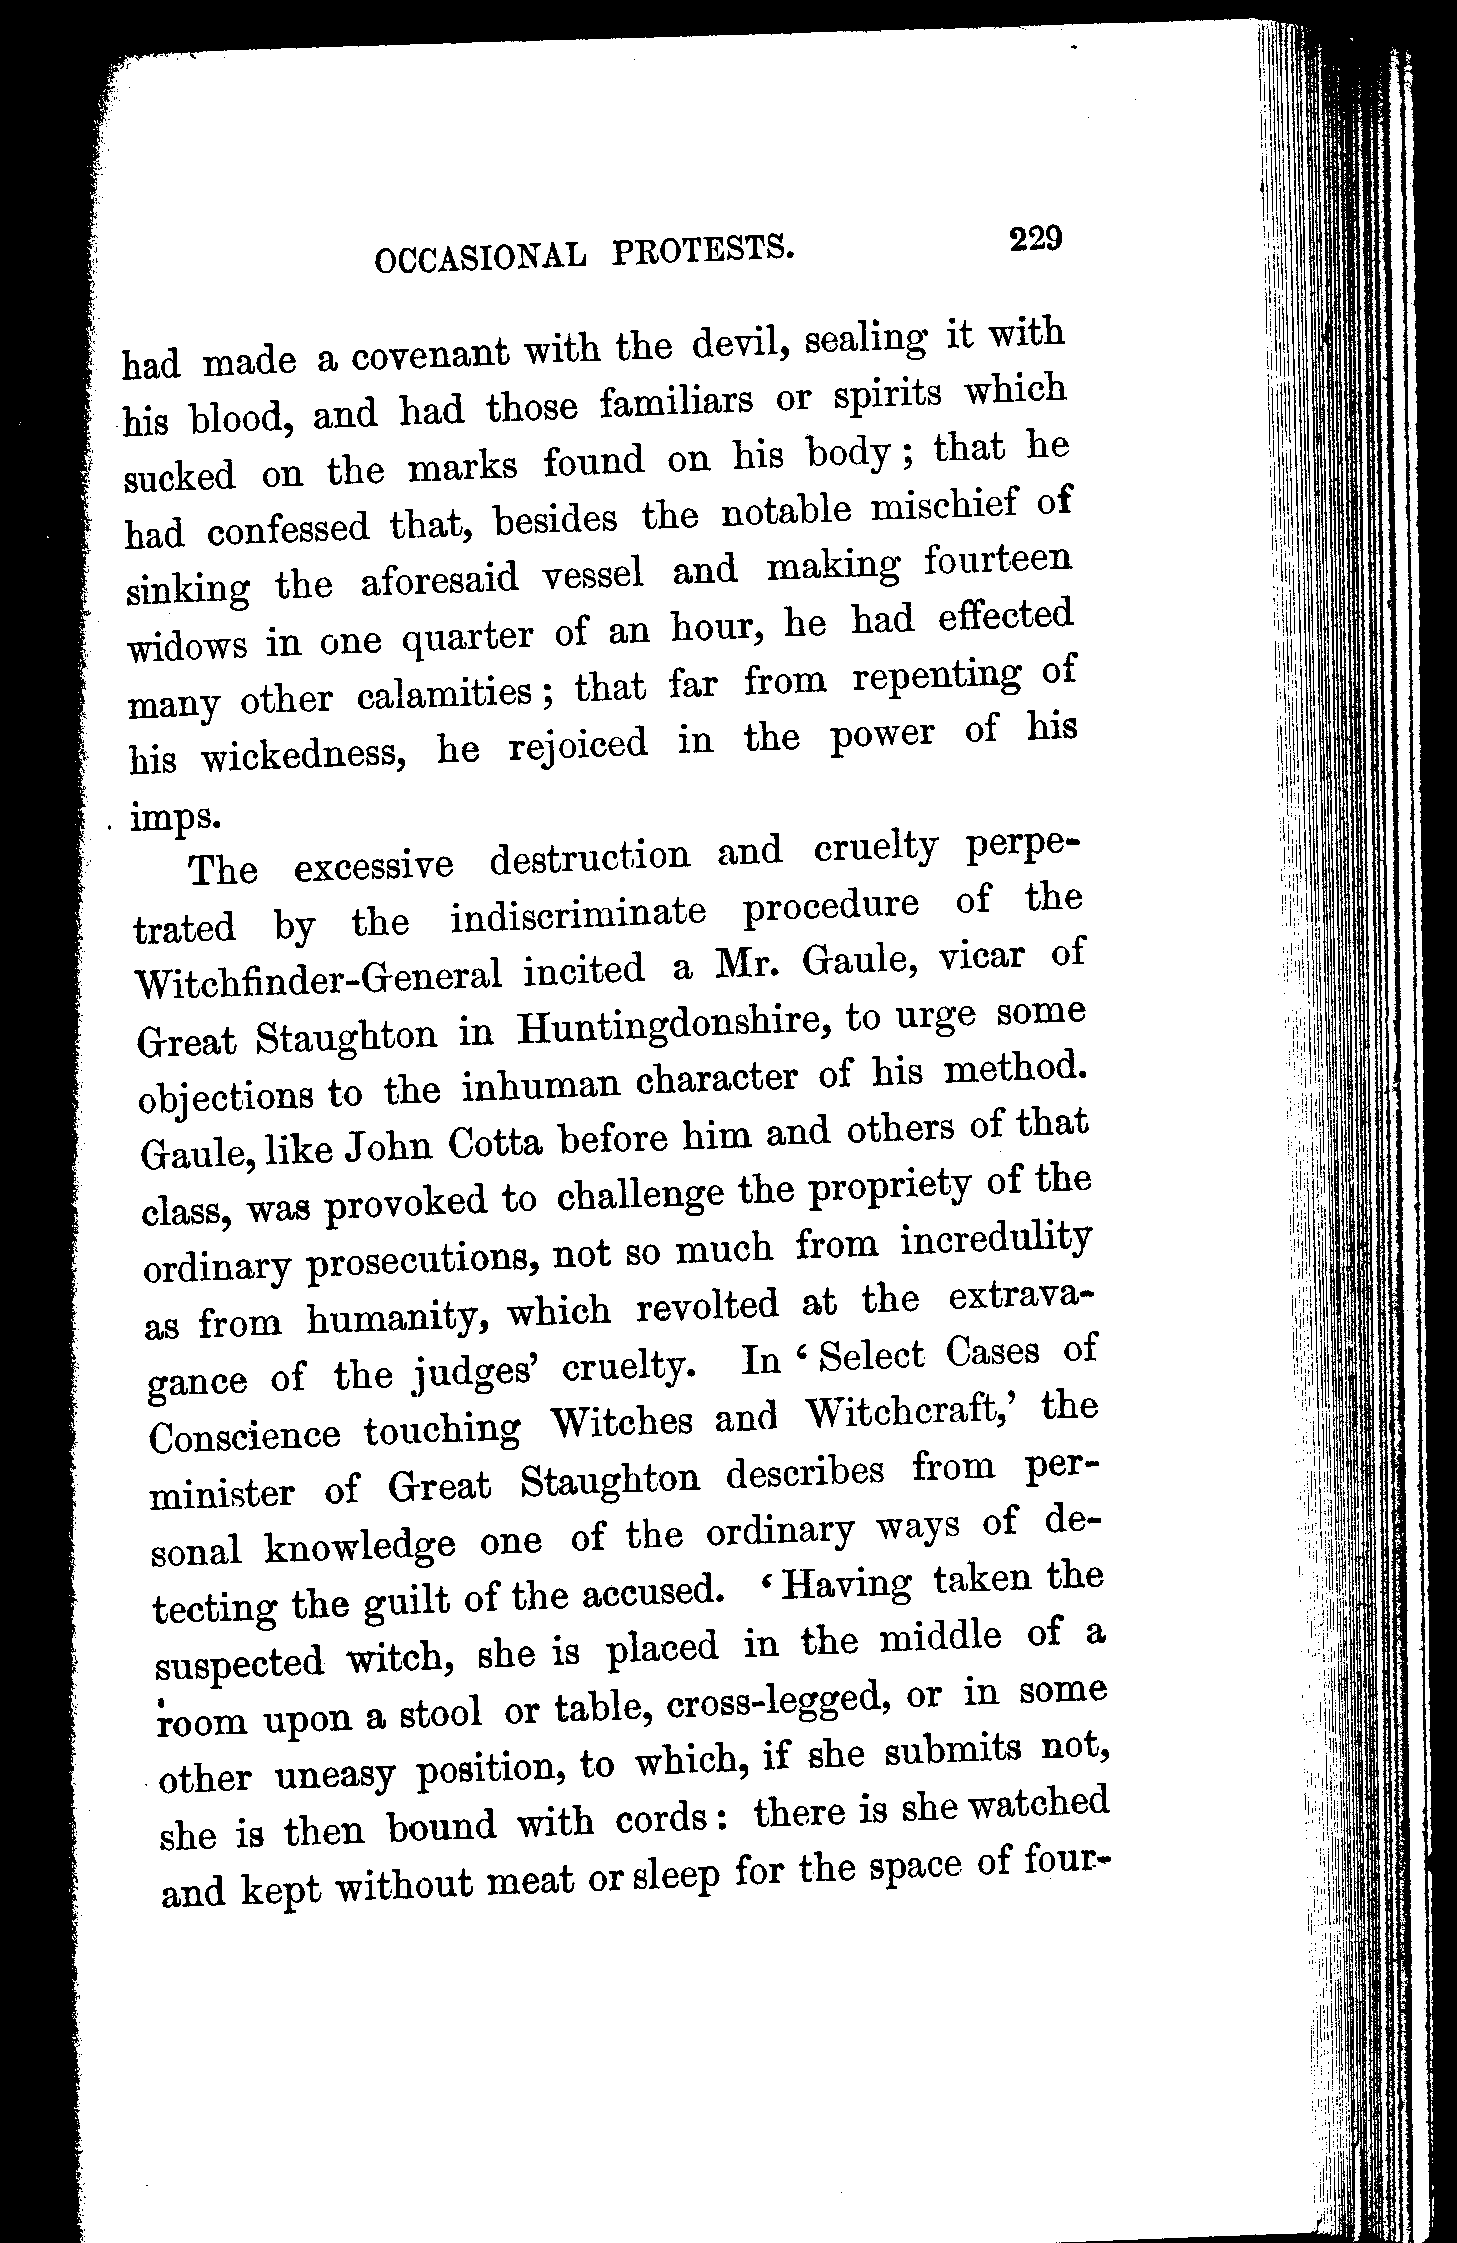 OCCASIONAL PROTESTS. 229
had made a covenant with the devil, sealing it with
his blood, and had those familiars or spirits which
sucked on the marks found on his body; that he
had confessed that, besides the notable mischief of
sinking the aforesaid vessel and making fourteen
widows in one quarter of an hour, he had effected
many other calamities; that far from repenting of
his wickedness, he rejoiced in the power of his
imps.
The excessive destruction and cruelty perpe-
trated by the indiscriminate procedure of the
Witchfinder-General incited a Mr. Gaule, vicar of
Great Staughton in Huntingdonshire, to urge some
objections to the inhuman character of his method.
Gaule, like John Cotta before him and others of that
class, was provoked to challenge the propriety of the
ordinary prosecutions, not so much from incredulity
as from humanity, which revolted at the extrava-
gance of the judges' cruelty. In ‘Select Cases of
Conscience touching Witches and Witchcraft,’ the
minister of Great Staughton describes from per-
sonal knowledge one of the ordinary ways of de-
tecting the guilt of the accused. ‘Having taken the
suspected witch, she is placed in the middle of a
room upon a stool or table, cross-legged, or in some
other uneasy position, to which, if she submits not,
she is then bound with cords: there is she watched
and kept without meat or sleep for the space of four-